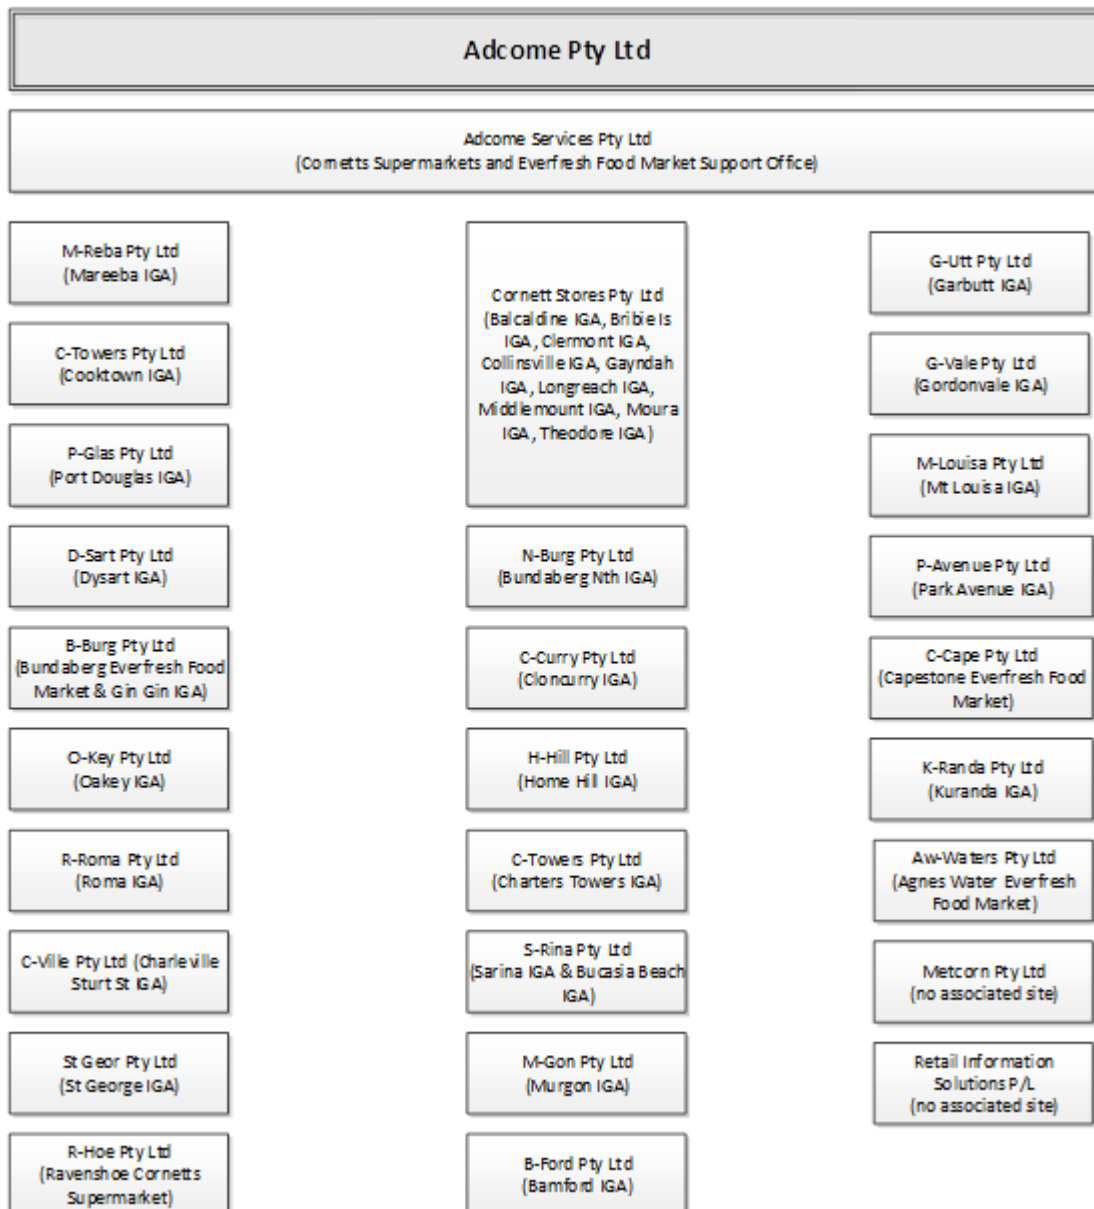 Adcome Pty Ltd
Adcome Services Pty Ltd
(Cornetts Supermarkets and Everfresh Food Market Support Office)
M-Reba Pty Ltd
(Mareeba IGA)
C-Towers Pty Ltd
(Cooktown IGA)
P-Glas Pty Ltd
(Port Douglas IGA)
D-Sart Pty Ltd
(Dysart IGA)
B-Burg Pty Ltd
(Bundaberg Everfresh Food
Market & Gin Gin IGA)
O-Key Pty Ltd
(Oakey IGA)
R-Roma Pty Ltd
(Roma IGA)
C-Ville Pty Ltd (Charleville
Sturt St IGA)
St Geor Pty Ltd
(St George IGA)
R-Hoe Pty Ltd
(Ravenshoe Cornetts
Supermarket)
Cornett Stores Pty Ltd
(Balcaldine IGA, Bribie Is
IGA, Clermont IGA,
Collinsville IGA, Gayndah
IGA, Longreach IGA,
Middlemount IGA, Moura
IGA, Theodore IGA)
N-Burg Pty Ltd
(Bundaberg Nth IGA)
C-Curry Pty Ltd
(Cloncurry IGA)
H-Hill Pty Ltd
(Home Hill IGA)
C-Towers Pty Ltd
(Charters Towers IGA)
S-Rina Pty Ltd
(Sarina IGA & Bucasia Beach
IGA)
M-Gon Pty Ltd
(Murgon IGA)
B-Ford Pty Ltd
(Bamford IGA)
G-Utt Pty Ltd
(Garbutt IGA)
G-Vale Pty Ltd
(Gordonvale IGA)
M-Louisa Pty Ltd
(Mt Louisa IGA)
P-Avenue Pty Ltd
(Park Avenue IGA)
C-Cape Pty Ltd
(Capestone Everfresh Food
Market)
K-Randa Pty Ltd
(Kuranda IGA)
Aw-Waters Pty Ltd
(Agnes Water Everfresh
Food Market)
Metcorn Pty Ltd
(no associated site)
Retail Information
Solutions P/L
(no associated site)